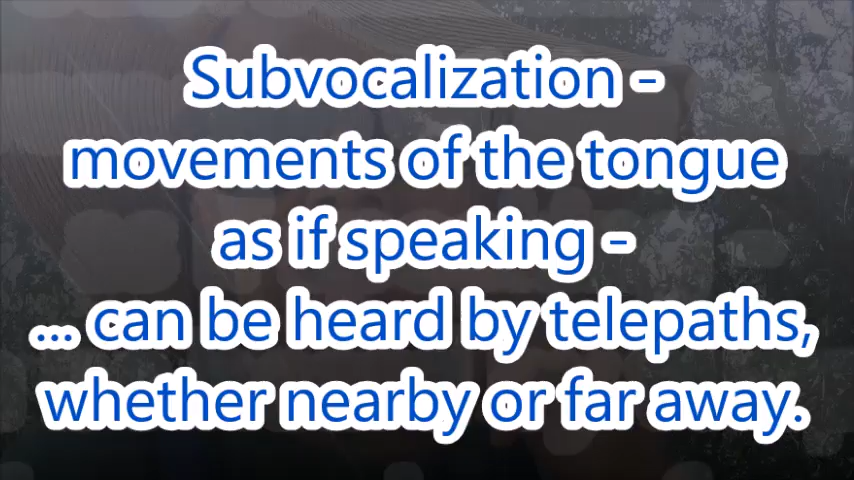 Subvocalization -
movements of the tongue
as if speaking -
... can be heard by telepaths,
whether nearby or far away.